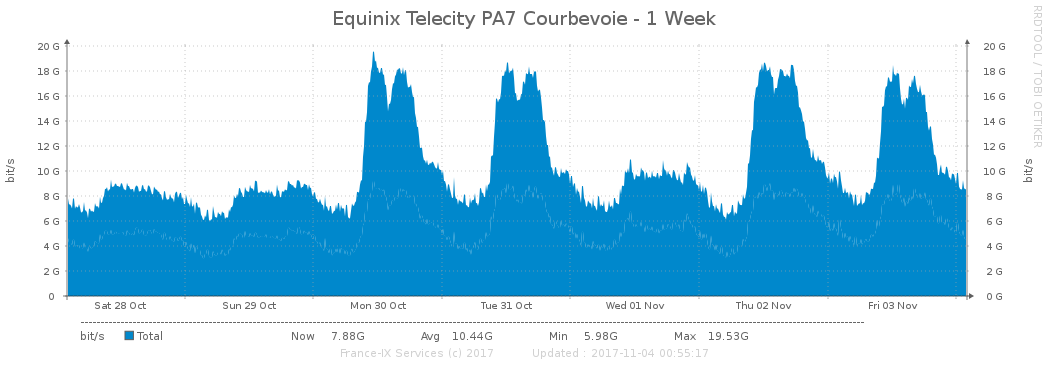 Equinix Telecity PA7 Courbevoie - 1 Week
RRDTOOL / TOBI OETIKER
bit/s
20 G
18 G
16 G
14 G
12 G
10 G
8 G
6 G
4 G
2 G
0
20 G
18 G
16 G
14 G
12 G
10 G
8 G
6 G
4 G
2 G
0 G
bit/s
Sat 28 Oct Sun 29 Oct Mon 30 Oct Tue 31 Oct Wed 01 Nov Thu 02 Nov Fri 03 Nov
bit/s Total Now 7.88G Avg 10.44G Min 5.98G Max 19.53G
France-IX Services (c) 2017 Updated : 2017-11-04 00:55:17